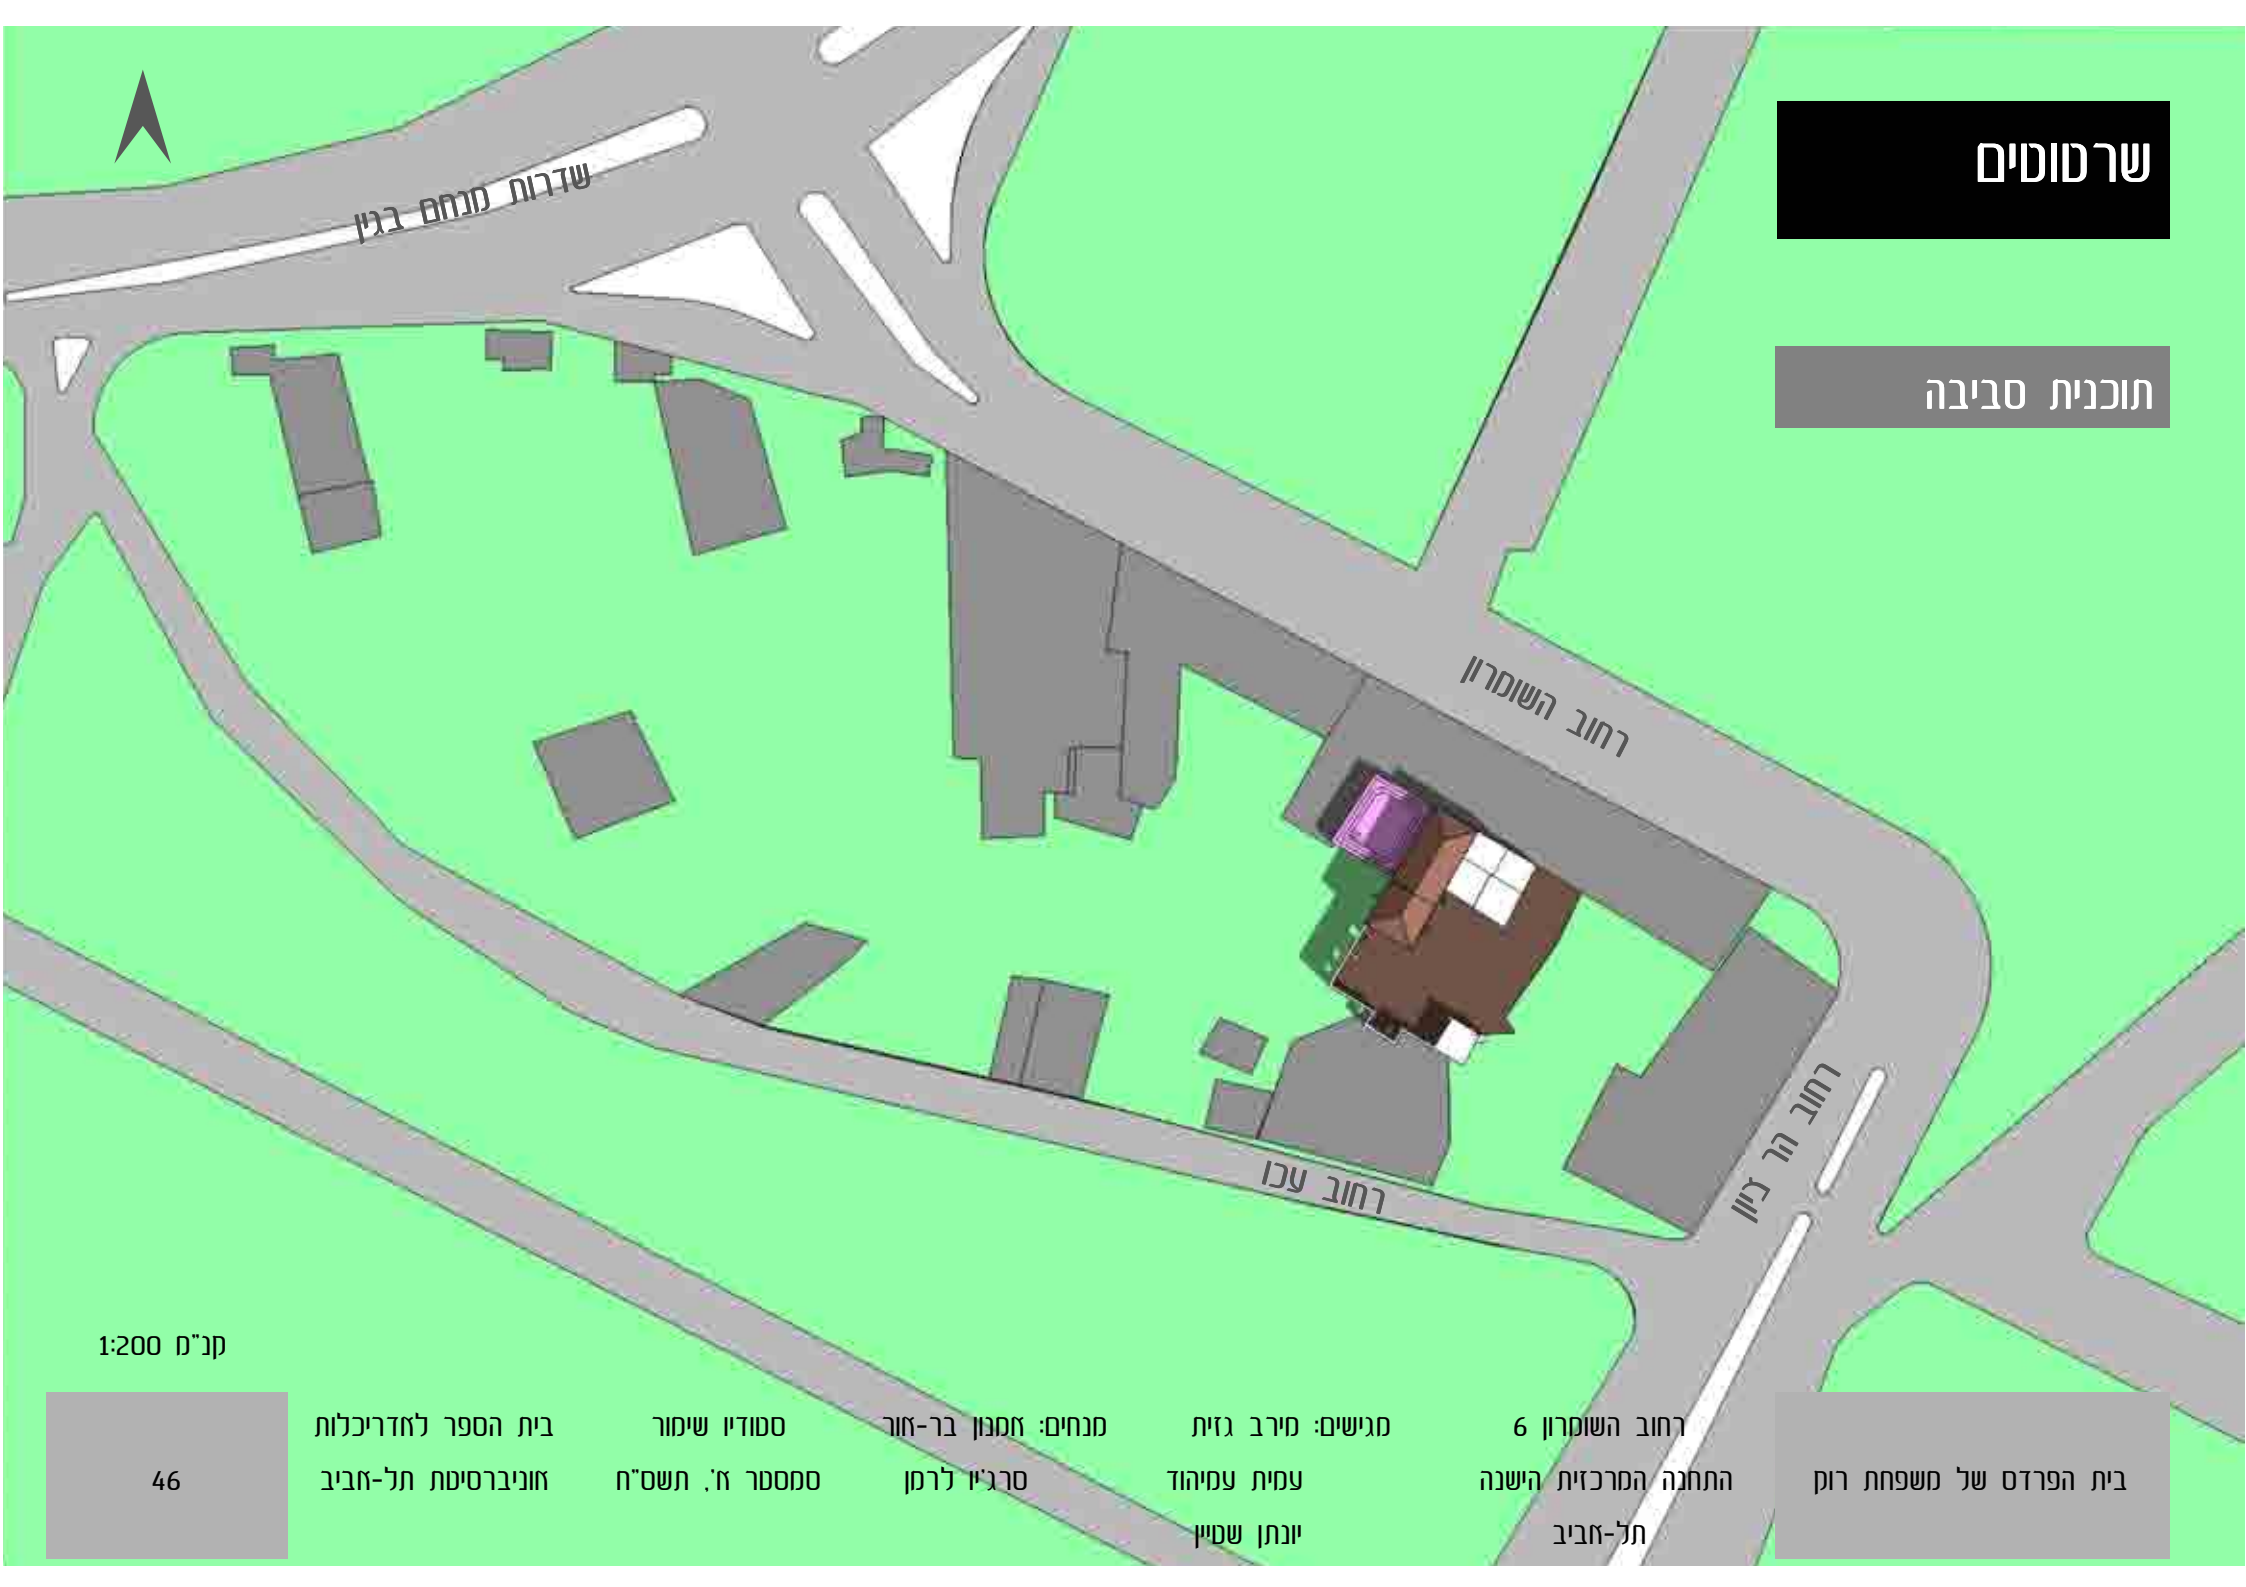 שרטוטים
תוכנית סביבה
שדרות מנחם בגין
רחוב השומרון
רחוב הר ציון
רחוב עכו
קנ"מ 1:200
בית הפרדס של משפחת רוק
רחוב השומרון 6
התחנה המרכזית הישנה
תל-אביב
מגישים: מירב גזית
עמית עמיהוד
יונתן שטיין
מנחים: אמנון בר-אור
סרג'יו לרמן
סטודיו שימור
סמסטר א', תשס"ח
בית הספר לאדריכלות
אוניברסיטת תל-אביב
46